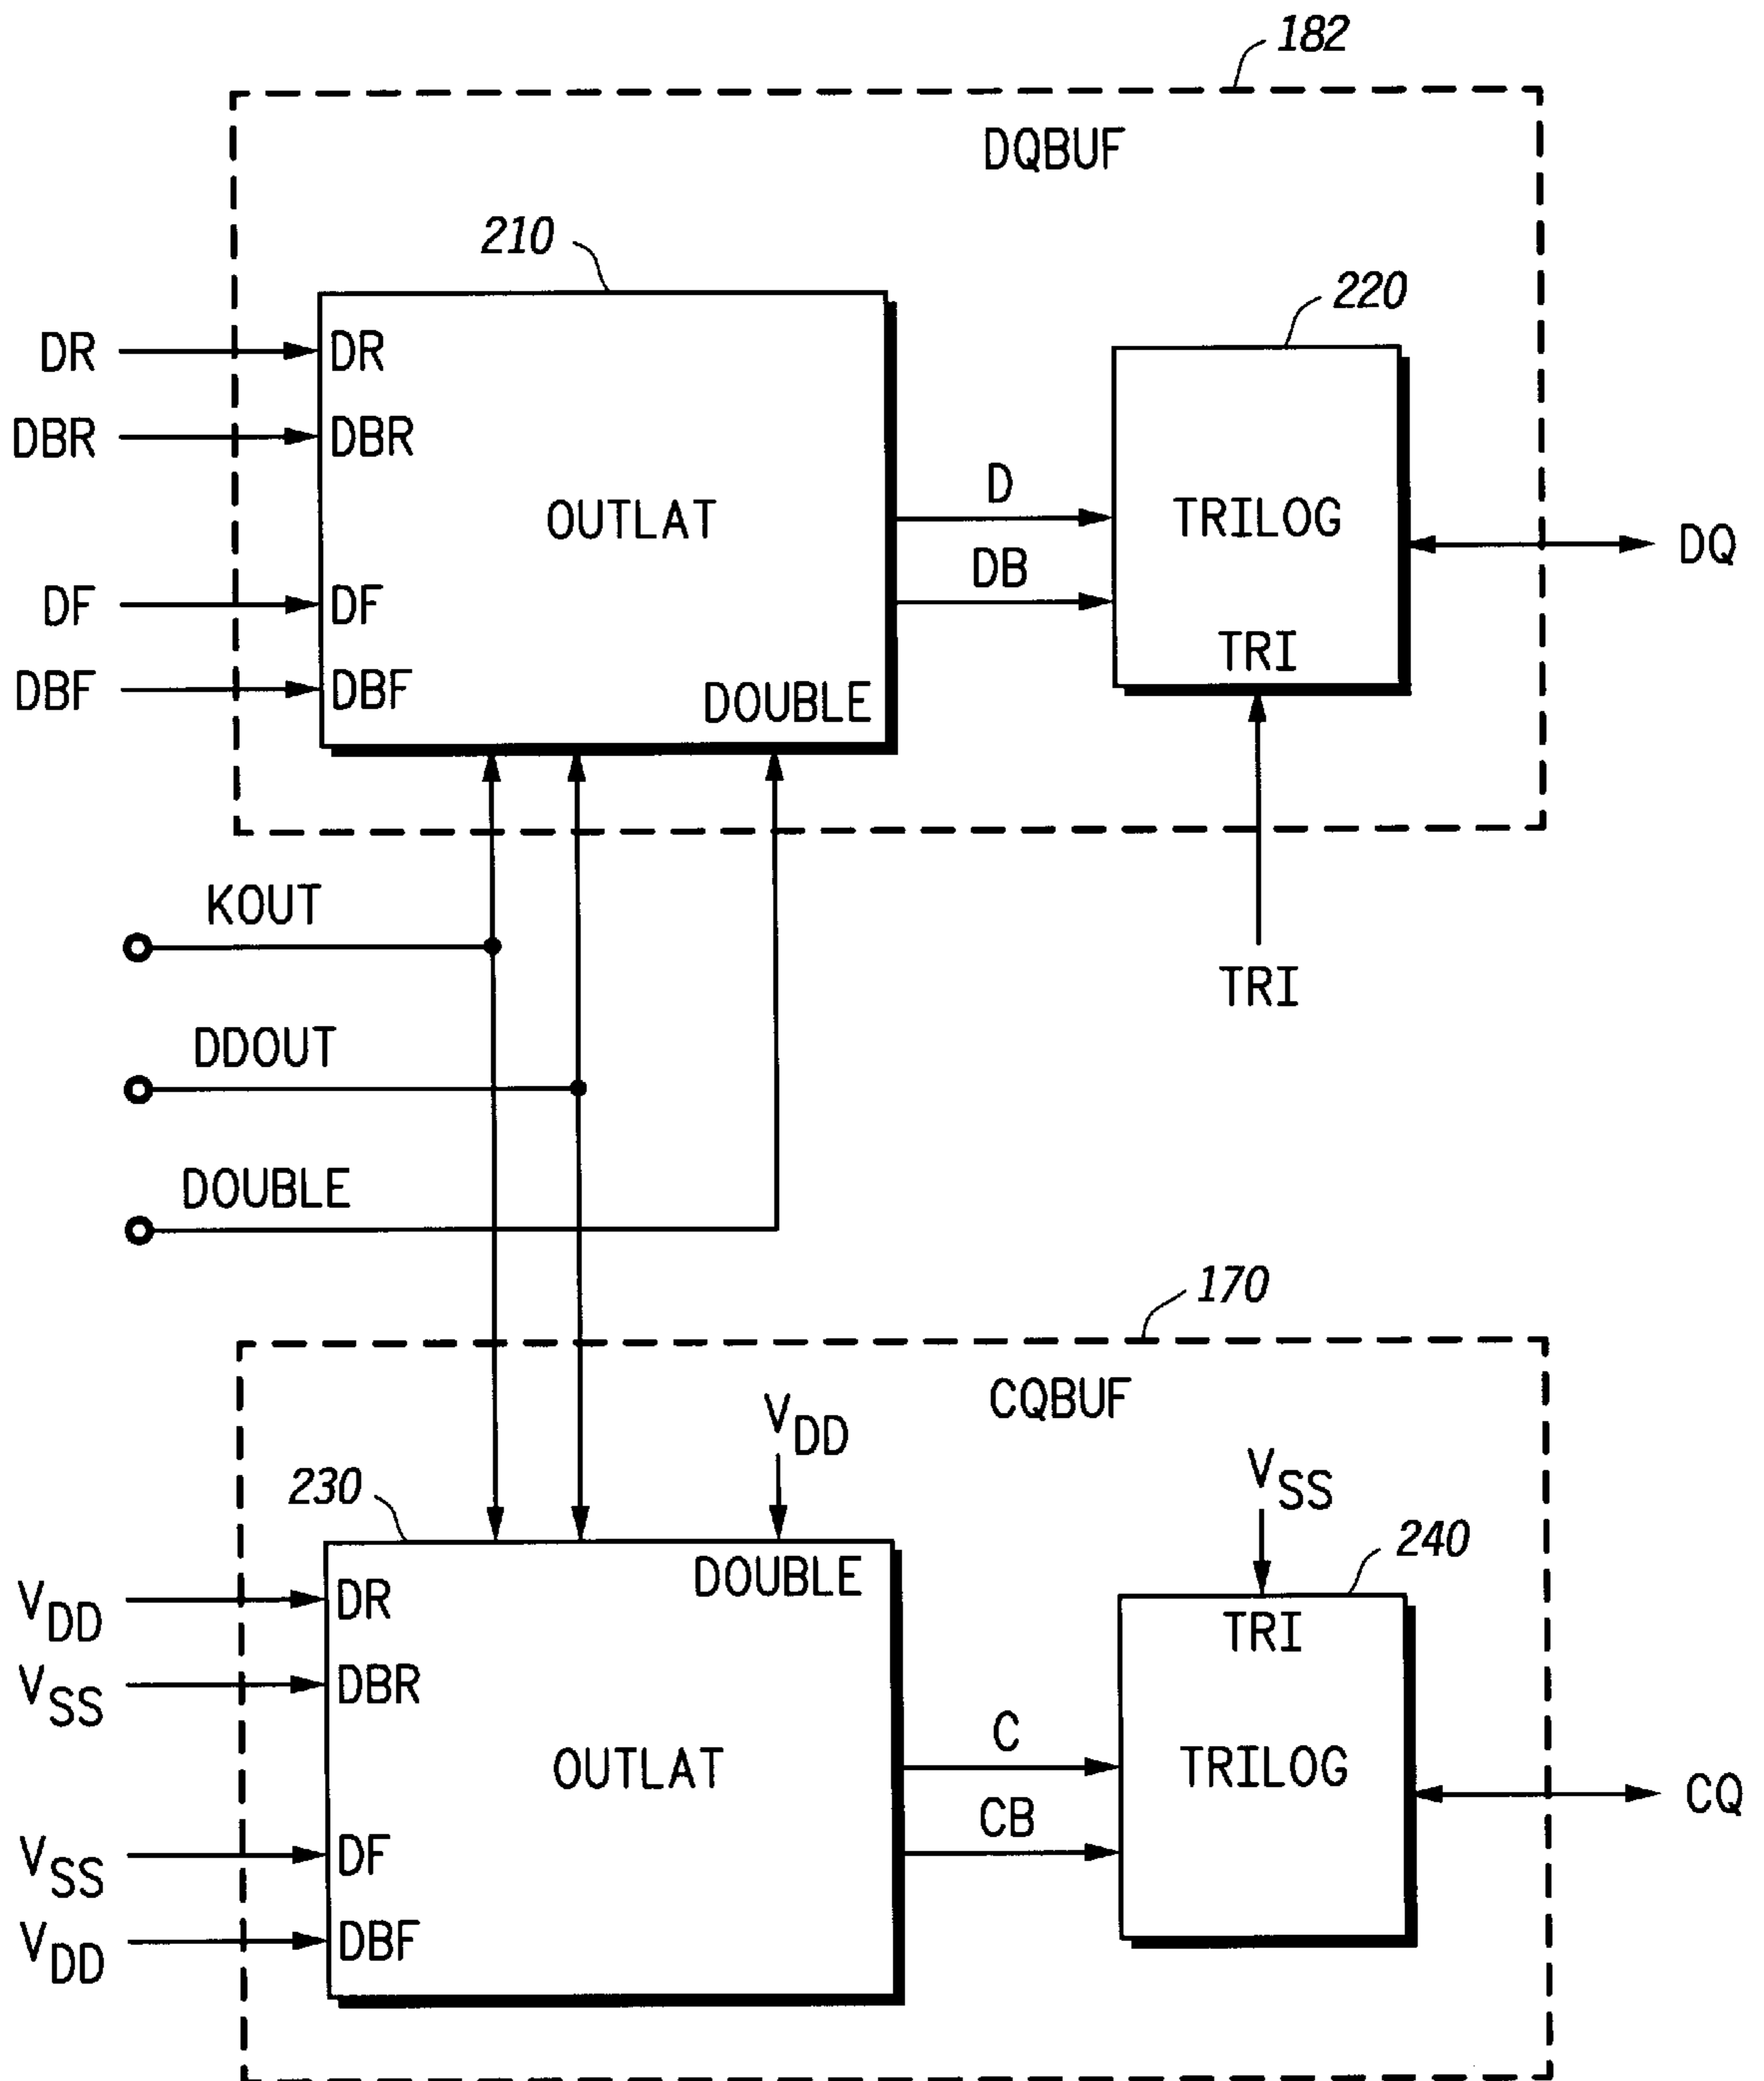 182
DQBUF
210
220
DR DR
DBR DBR
D
OUTLAT TRILOG
DQ
DB
DF DF
TRI
DBF DBF
DOUBLE
KOUT
TRI
DDOUT
DOUBLE
170
CQBUF
VDD
VSS
230
240
DOUBLE
VDD DR
TRI
VSS DBR
C
OUTLAT TRILOG
CQ
CB
VSS DF
VDD DBF